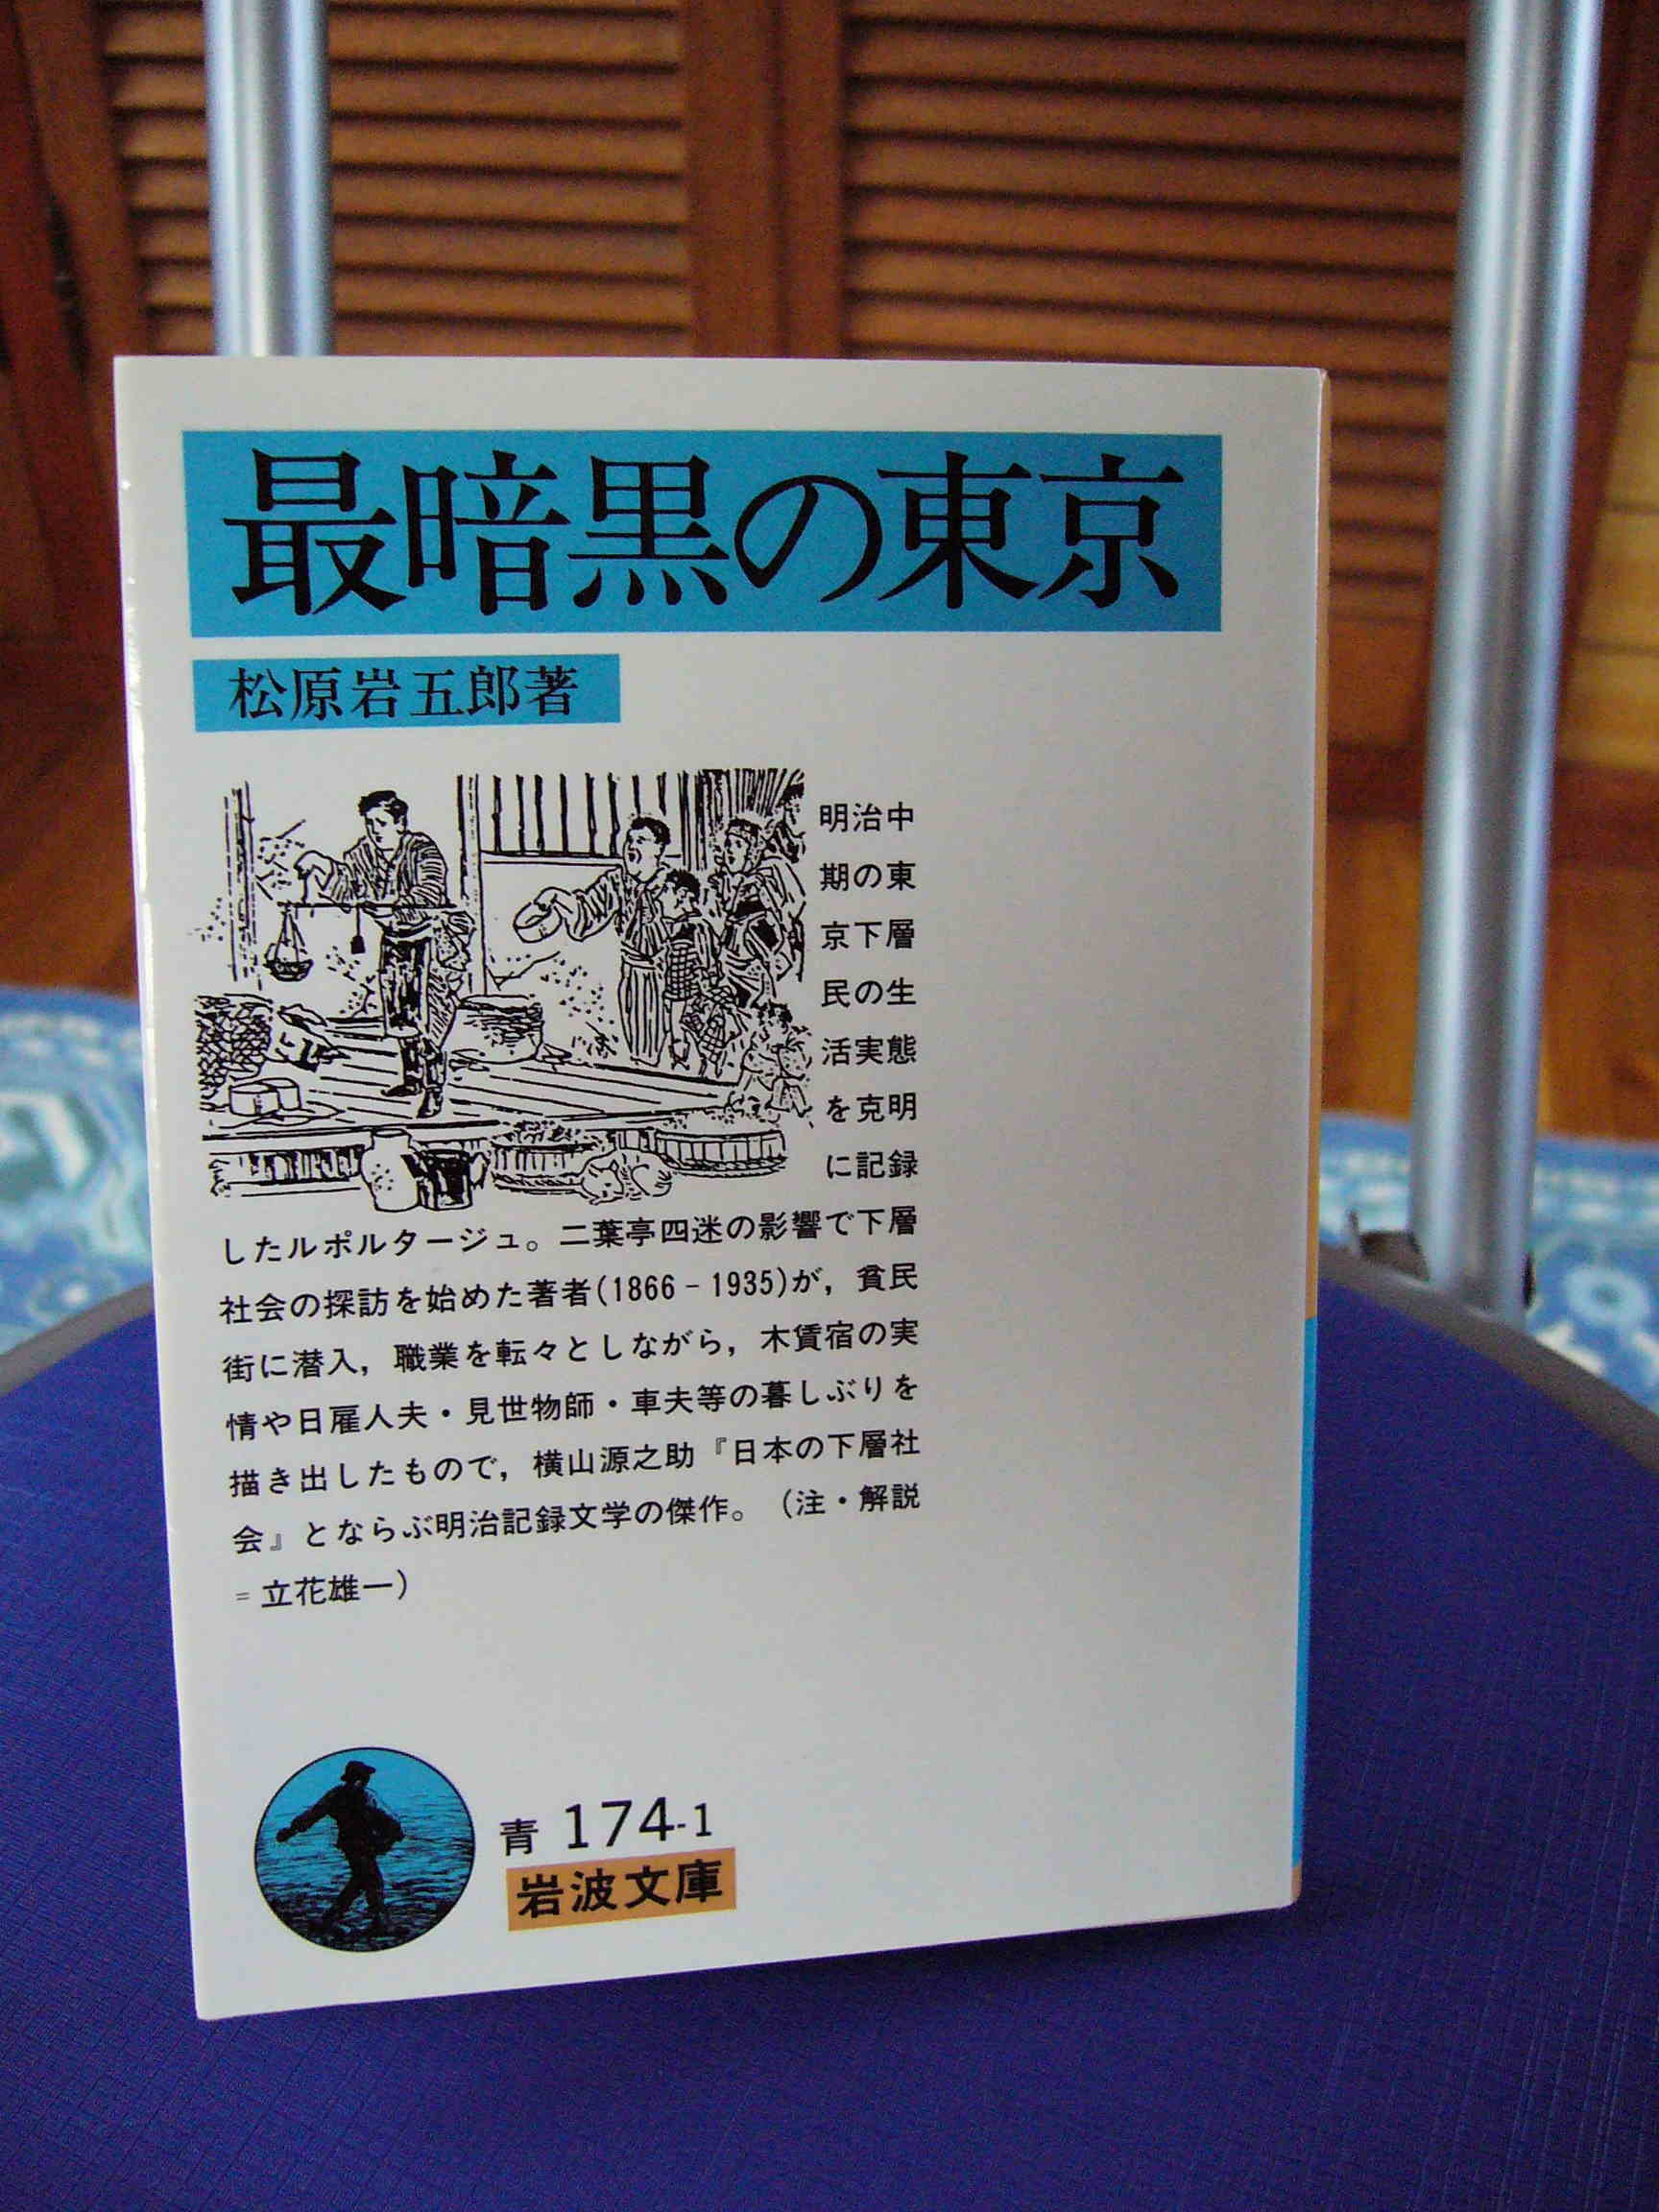 最暗黒の東京
松原岩五郎著
明治中
期の東
京下層
民の生
活実態
を克明
に記録
したルポルタージュ。二葉亭四迷の影響で下層
社会の探訪を始めた著者(1866－1935)が，貧民
街に潜入，職業を転々としながら，木賃宿の実
情や日雇人夫・見世物師・車夫等の暮しぶりを
描き出したもので，横山源之助『日本の下層社
会』とならぶ明治記録文学の傑作。（注・解説
＝立花雄一）
青 174-1
岩波文庫